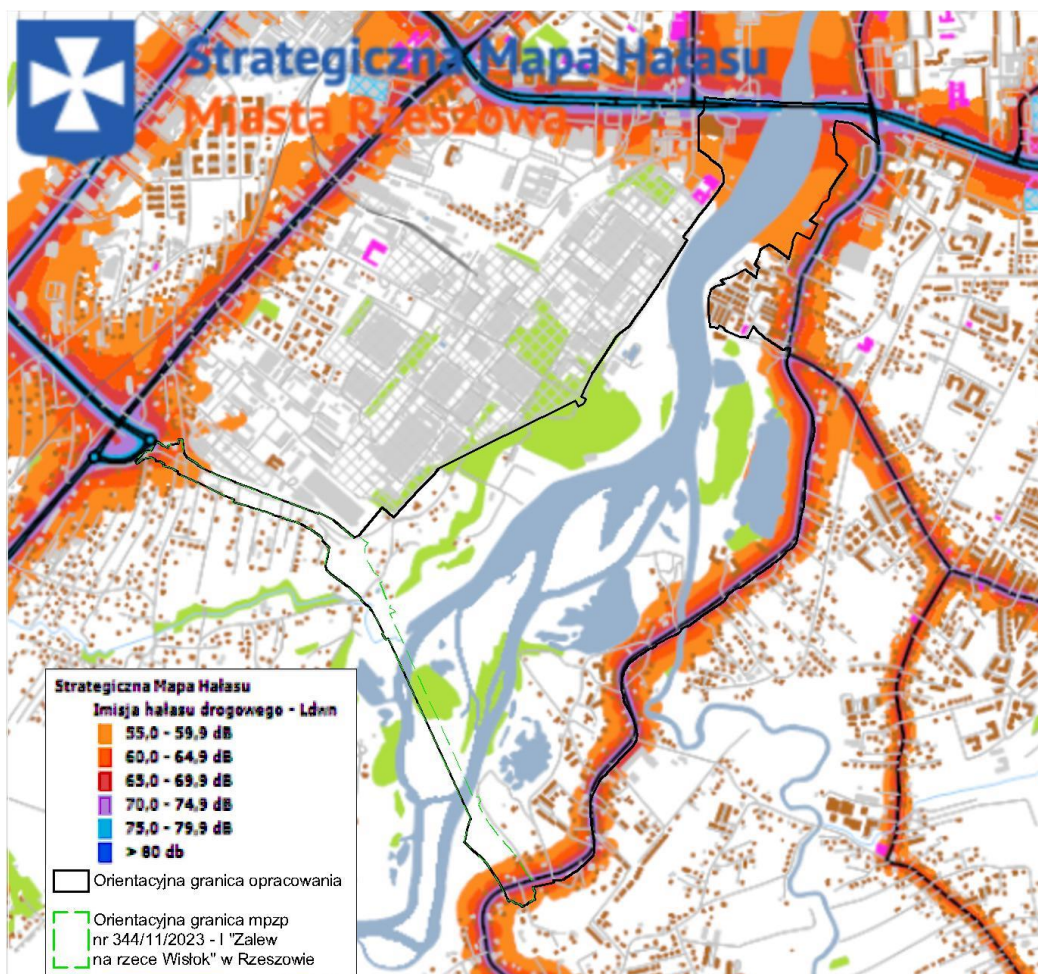 Strategiczna Mapa Hałasu
Miasta Rzeszowa
Strategiczna Mapa Hałasu
Imisja hałasu drogowego - Ldwn
55,0 - 59,9 dB
60,0 - 64,9 dB
65,0 - 69,9 dB
70,0 - 74,9 dB
75,0 - 79,9 dB
> 80 db
Orientacyjna granica opracowania
Orientacyjna granica mpzp
nr 344/11/2023 - I "Zalew
na rzece Wisłok" w Rzeszowie